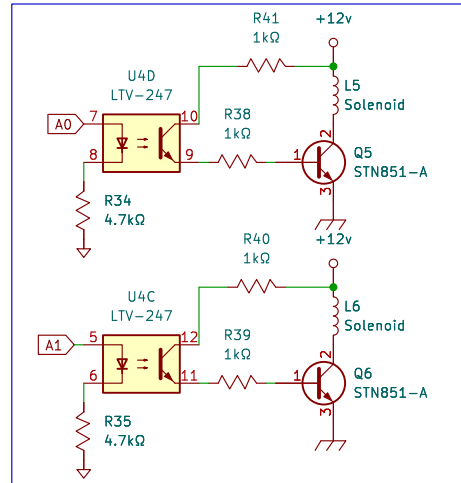 R41
1kΩ
+12v
U4D
LTV-247
L5
Solenoid
A0
7
10
R38
1kΩ
2
8
9
1
Q5
STN851-A
3
R34
4.7kΩ
R40
1kΩ
+12v
U4C
LTV-247
L6
Solenoid
A1
5
12
R39
1kΩ
2
6
11
1
Q6
STN851-A
3
R35
4.7kΩ